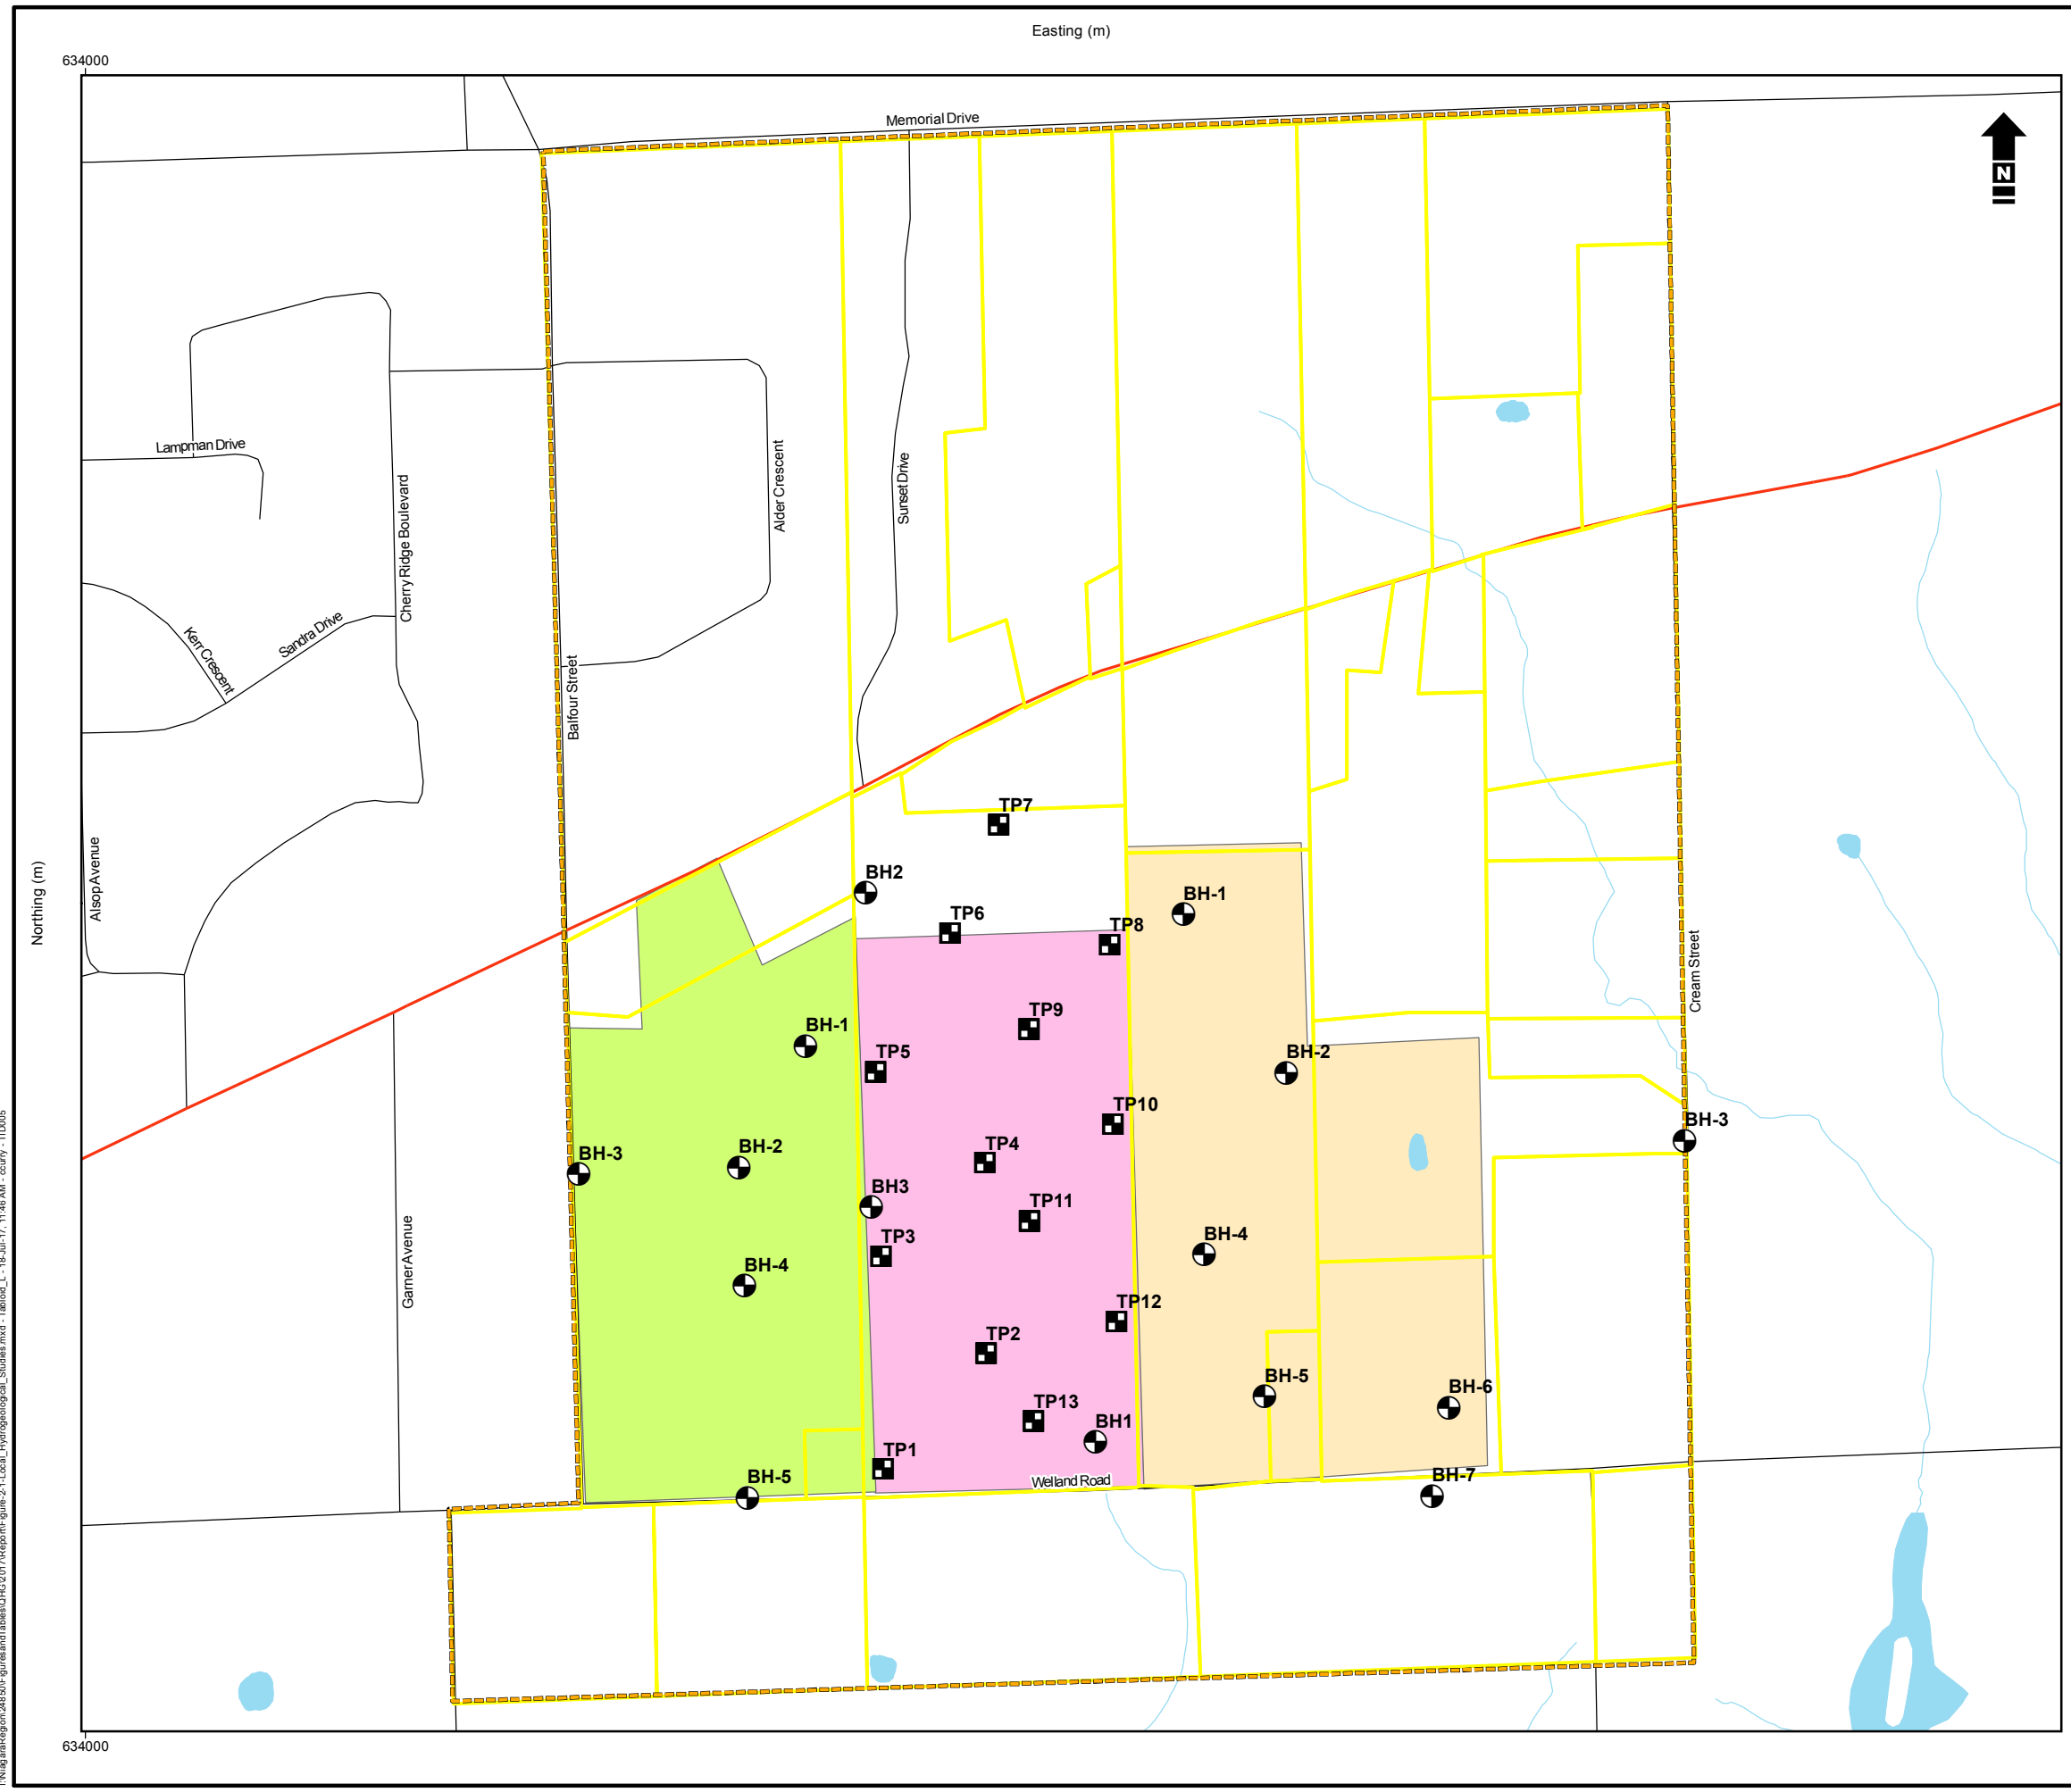 Easting (m)
634000
Memorial Drive
N
Lampman Drive
Cherry Ridge Boulevard
Alder Crescent
Sunset Drive
Kerr Crescent
Sandra Drive
Balfour Street
TP7
Alsop Avenue
Northing (m)
BH2
BH-1
TP6
TP8
Cream Street
TP9
BH-1
BH-2
TP5
TP10
BH-3
TP4
BH-2
BH-3
BH3
TP11
TP3
BH-4
Garner Avenue
BH-4
TP12
TP2
BH-5
BH-6
TP13
BH1
TP1
BH-5
Welland Road
BH-7
634000